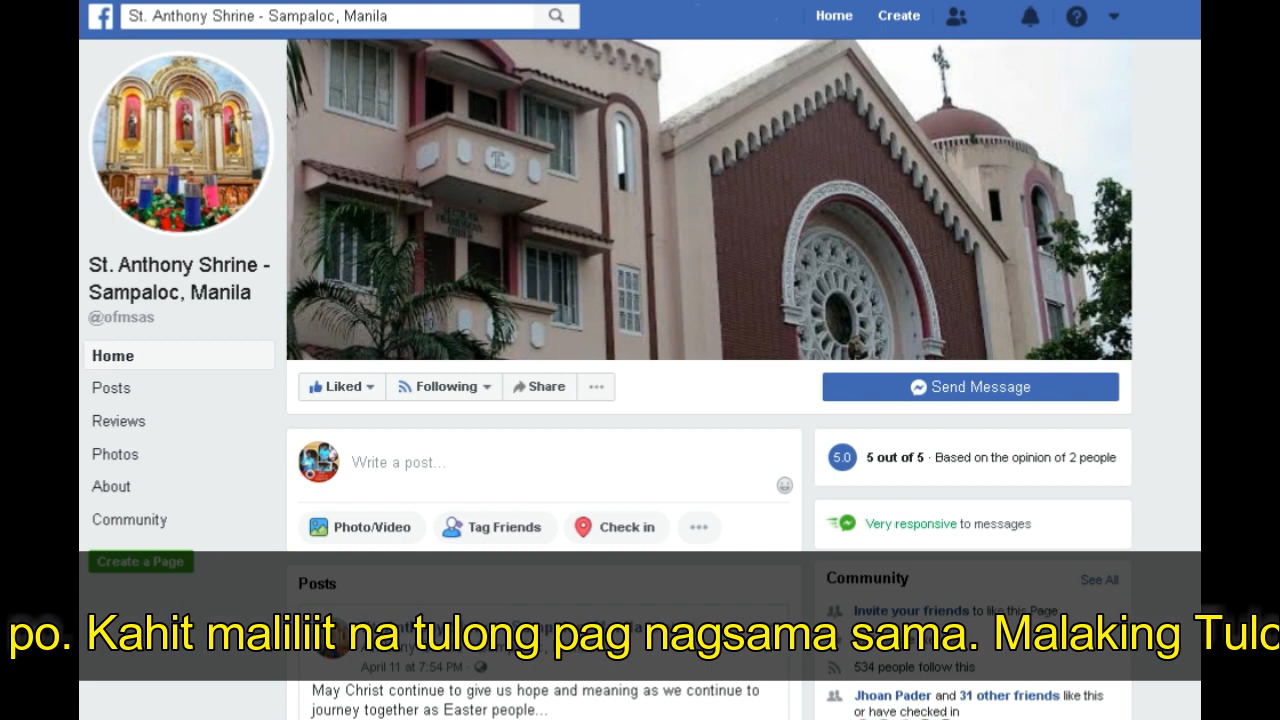 St. Anthony Shrine - Sampaloc, Manila
Home Create
St. Anthony Shrine -
Sampaloc, Manila
@ofmsas
Home
Posts
Reviews
Photos
About
Community
Create a Page
Liked Following Share
Send Message
Write a post...
Photo/Video Tag Friends Check in
5.0 5 out of 5 · Based on the opinion of 2 people
Very responsive to messages
Posts
April 11 at 7:54 PM ·
May Christ continue to give us hope and meaning as we continue to
journey together as Easter people...
Community See All
Invite your friends to like this Page
534 people follow this
Jhoan Pader and 31 other friends like this
or have checked in
po. Kahit maliliit na tulong pag nagsama sama. Malaking Tulo